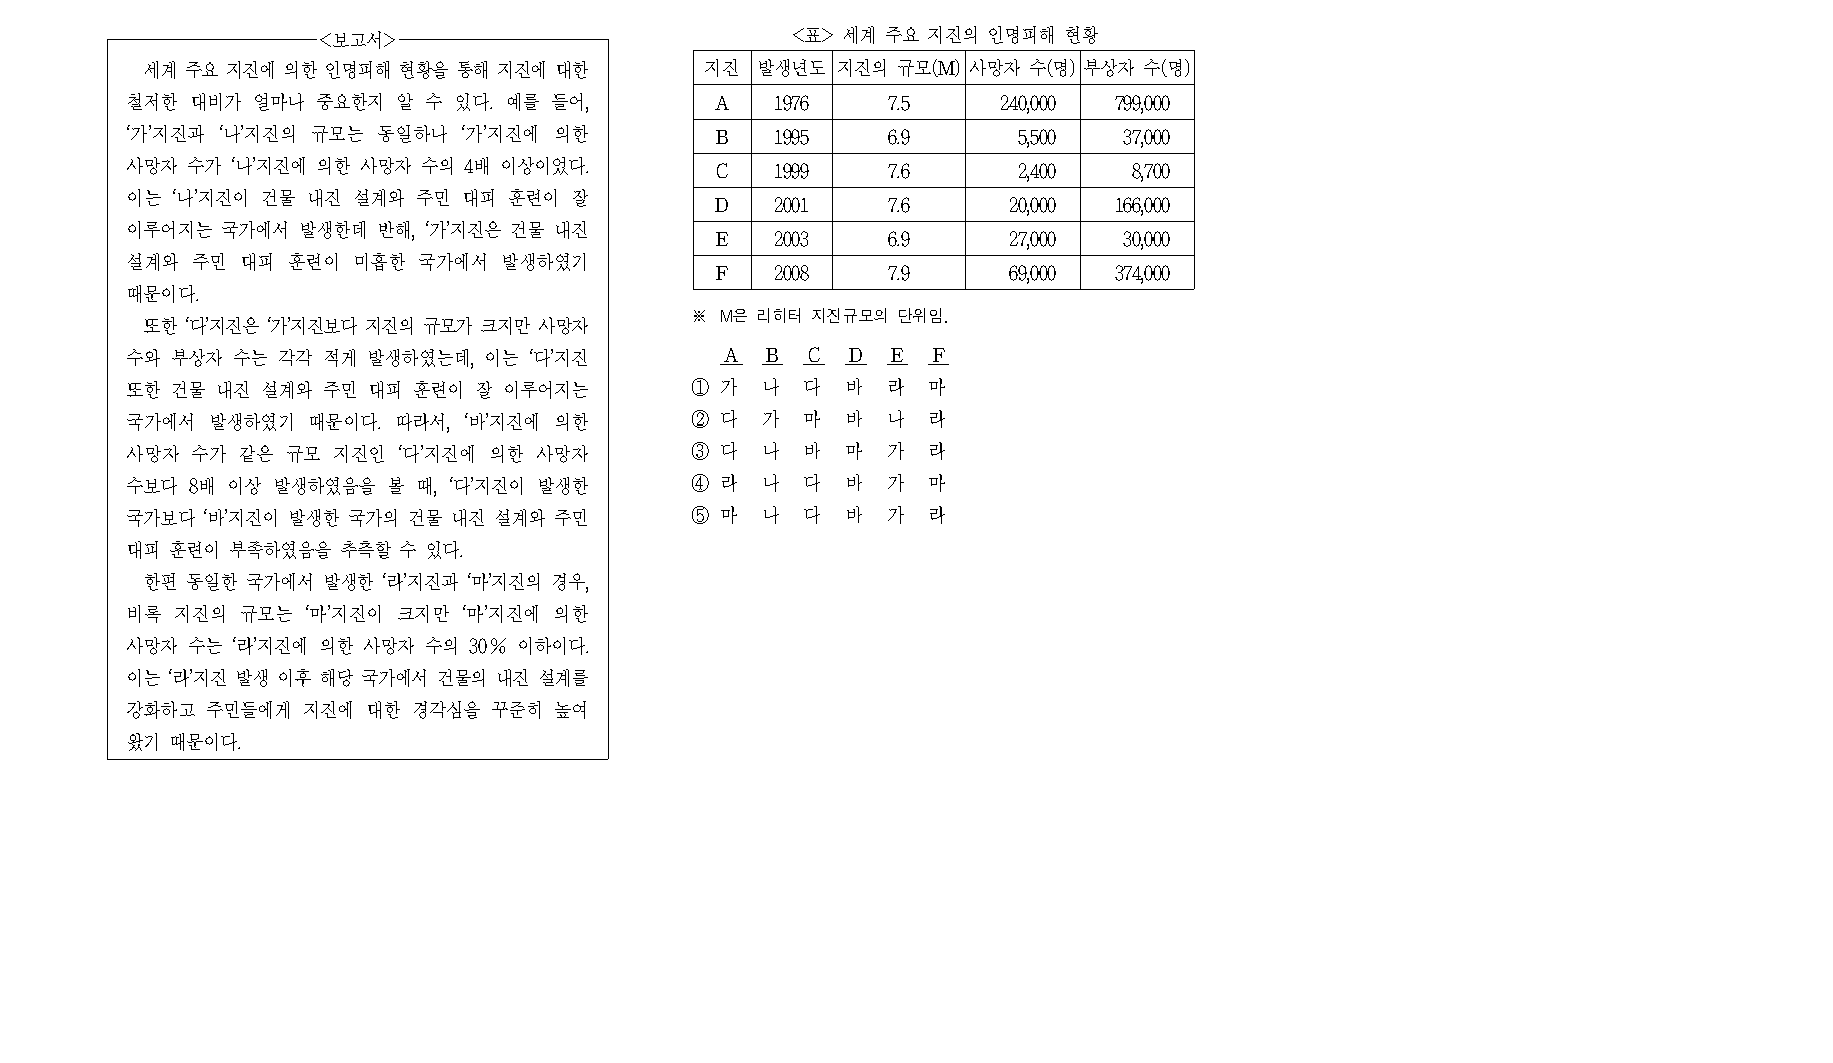 <보고서>
세계 주요 지진에 의한 인명피해 현황을 통해 지진에 대한
철저한 대비가 얼마나 중요한지 알 수 있다. 예를 들어,
‘가’지진과 ‘나’지진의 규모는 동일하나 ‘가’지진에 의한
사망자 수가 ‘나’지진에 의한 사망자 수의 4배 이상이었다.
이는 ‘나’지진이 건물 내진 설계와 주민 대피 훈련이 잘
이루어지는 국가에서 발생한데 반해, ‘가’지진은 건물 내진
설계와 주민 대피 훈련이 미흡한 국가에서 발생하였기
때문이다.
또한 ‘다’지진은 ‘가’지진보다 지진의 규모가 크지만 사망자
수와 부상자 수는 각각 적게 발생하였는데, 이는 ‘다’지진
또한 건물 내진 설계와 주민 대피 훈련이 잘 이루어지는
국가에서 발생하였기 때문이다. 따라서, ‘바’지진에 의한
사망자 수가 같은 규모 지진인 ‘다’지진에 의한 사망자
수보다 8배 이상 발생하였음을 볼 때, ‘다’지진이 발생한
국가보다 ‘바’지진이 발생한 국가의 건물 내진 설계와 주민
대피 훈련이 부족하였음을 추측할 수 있다.
한편 동일한 국가에서 발생한 ‘라’지진과 ‘마’지진의 경우,
비록 지진의 규모는 ‘마’지진이 크지만 ‘마’지진에 의한
사망자 수는 ‘라’지진에 의한 사망자 수의 30% 이하이다.
이는 ‘라’지진 발생 이후 해당 국가에서 건물의 내진 설계를
강화하고 주민들에게 지진에 대한 경각심을 꾸준히 높여
왔기 때문이다.
<표> 세계 주요 지진의 인명피해 현황
지진 발생년도 지진의 규모(M) 사망자 수(명) 부상자 수(명)
A 1976 7.5 240,000 799,000
B 1995 6.9 5,500 37,000
C 1999 7.6 2,400 8,700
D 2001 7.6 20,000 166,000
E 2003 6.9 27,000 30,000
F 2008 7.9 69,000 374,000
※ M은 리히터 지진규모의 단위임.
A B C D E F
① 가 나 다 바 라 마
② 다 가 마 바 나 라
③ 다 나 바 마 가 라
④ 라 나 다 바 가 마
⑤ 마 나 다 바 가 라